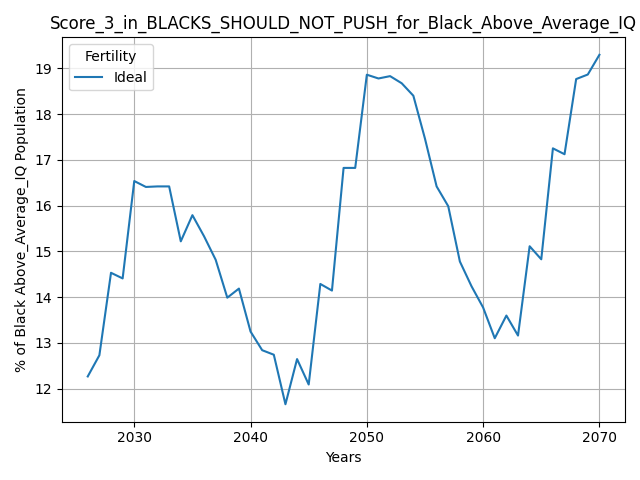 Score_3_in_BLACKS_SHOULD_NOT_PUSH_for_Black_Above_Average_IQ
Fertility
Ideal
% of Black Above_Average_IQ Population
19
18
17
16
15
14
13
12
2030 2040 2050 2060 2070
Years